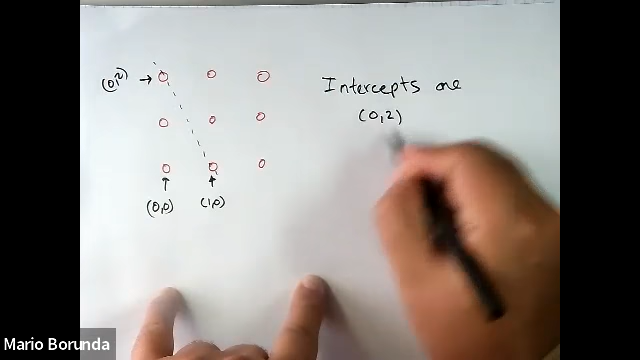 (0,2)
Intercepts are
(0,2)
(0,0)
(1,0)
Mario Borunda